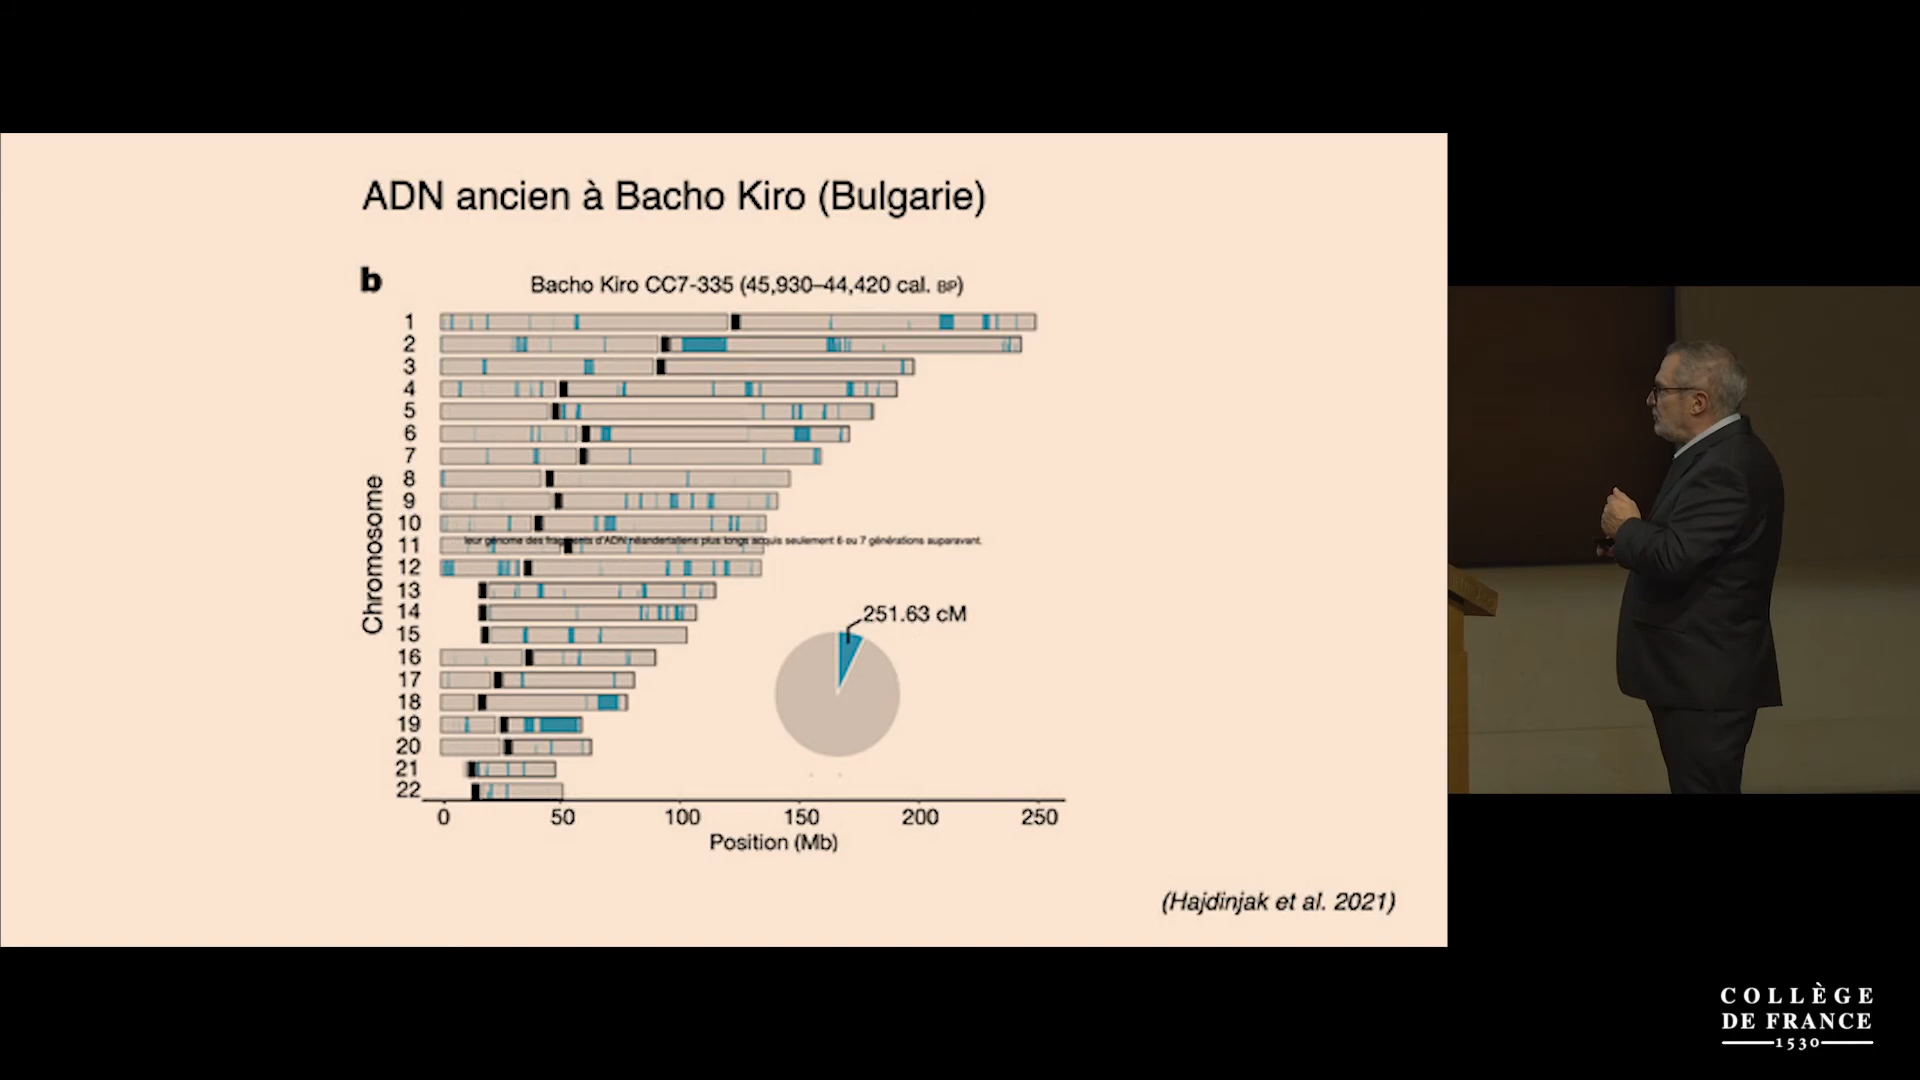 ADN ancien à Bacho Kiro (Bulgarie)
b
Bacho Kiro CC7-335 (45,930–44,420 cal. BP)
Chromosome
1
2
3
4
5
6
7
8
9
10
11
12
13
14
15
16
17
18
19
20
21
22
leur génome des fragments d'ADN néandertaliens plus longs acquis seulement 6 ou 7 générations auparavant.
251.63 cM
0 50 100 150 200 250
Position (Mb)
(Hajdinjak et al. 2021)
COLLÈGE
DE FRANCE
1530